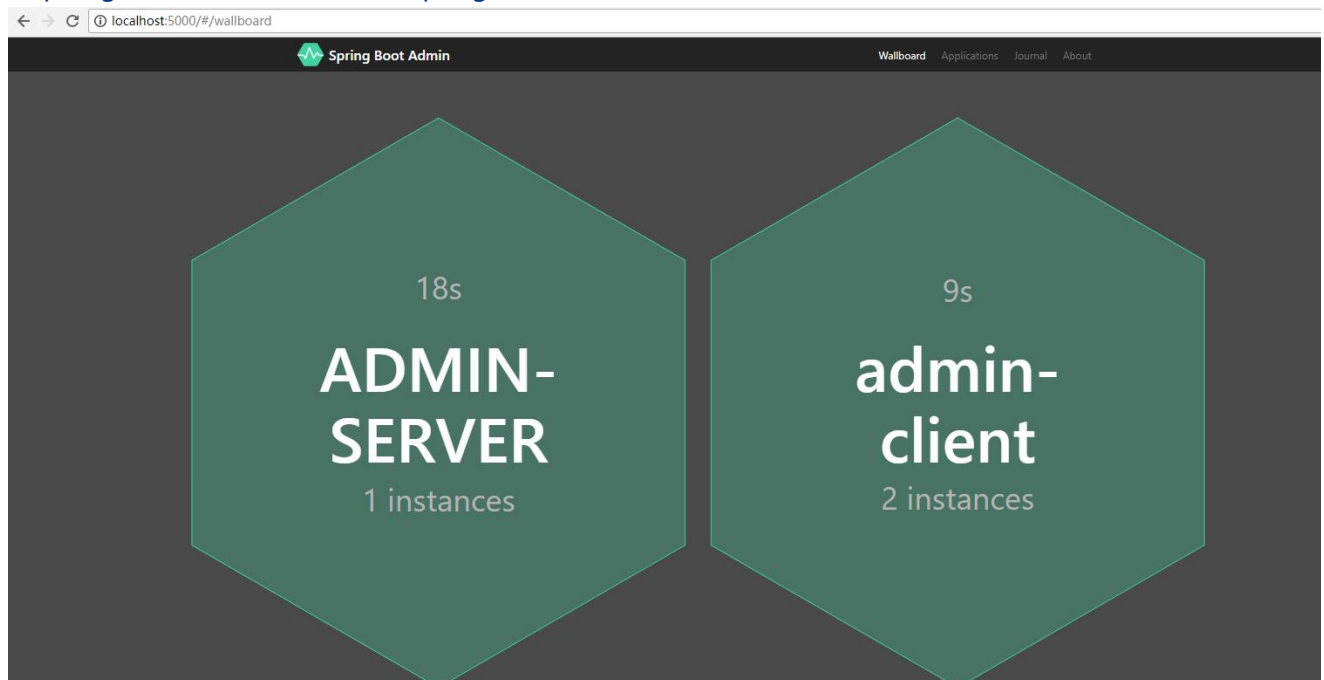 localhost:5000/#/wallboard
Spring Boot Admin
Wallboard Applications Journal About
18s
ADMIN-
SERVER
1 instances
9s
admin-
client
2 instances